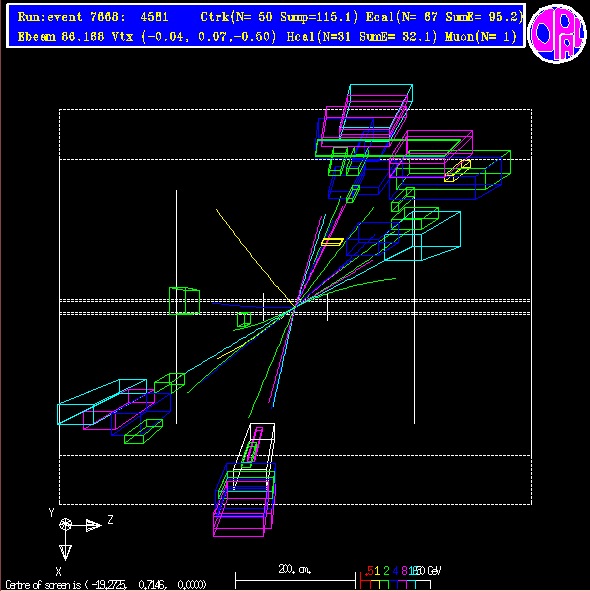 Run:event 7668: 4581 Ctrk(N= 50 Sump=115.1) Ecal(N= 67 SumE= 95.2)
Ebeam 86.168 Vtx (-0.04, 0.07,-0.60) Hcal(N=31 SumE= 32.1) Muon(N= 1)
OPAL
Y
Z
X
200. cm.
.5 1 2 4 8 GeV
Centre of screen is ( -19.2725, 0.7146, 0.0000)